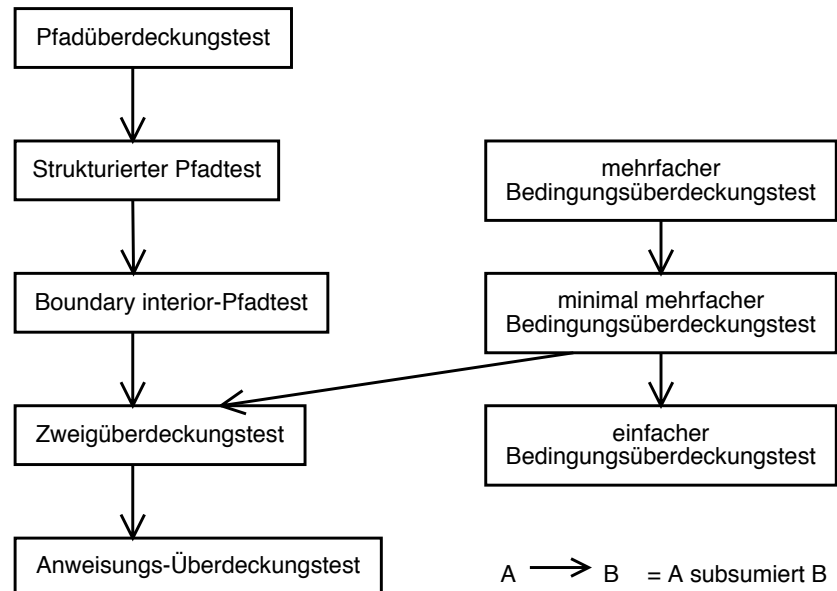 Pfadüberdeckungstest
Strukturierter Pfadtest
mehrfacher
Bedingungsüberdeckungstest
Boundary interior-Pfadtest
minimal mehrfacher
Bedingungsüberdeckungstest
Zweigüberdeckungstest
einfacher
Bedingungsüberdeckungstest
Anweisungs-Überdeckungstest
A → B = A subsumiert B